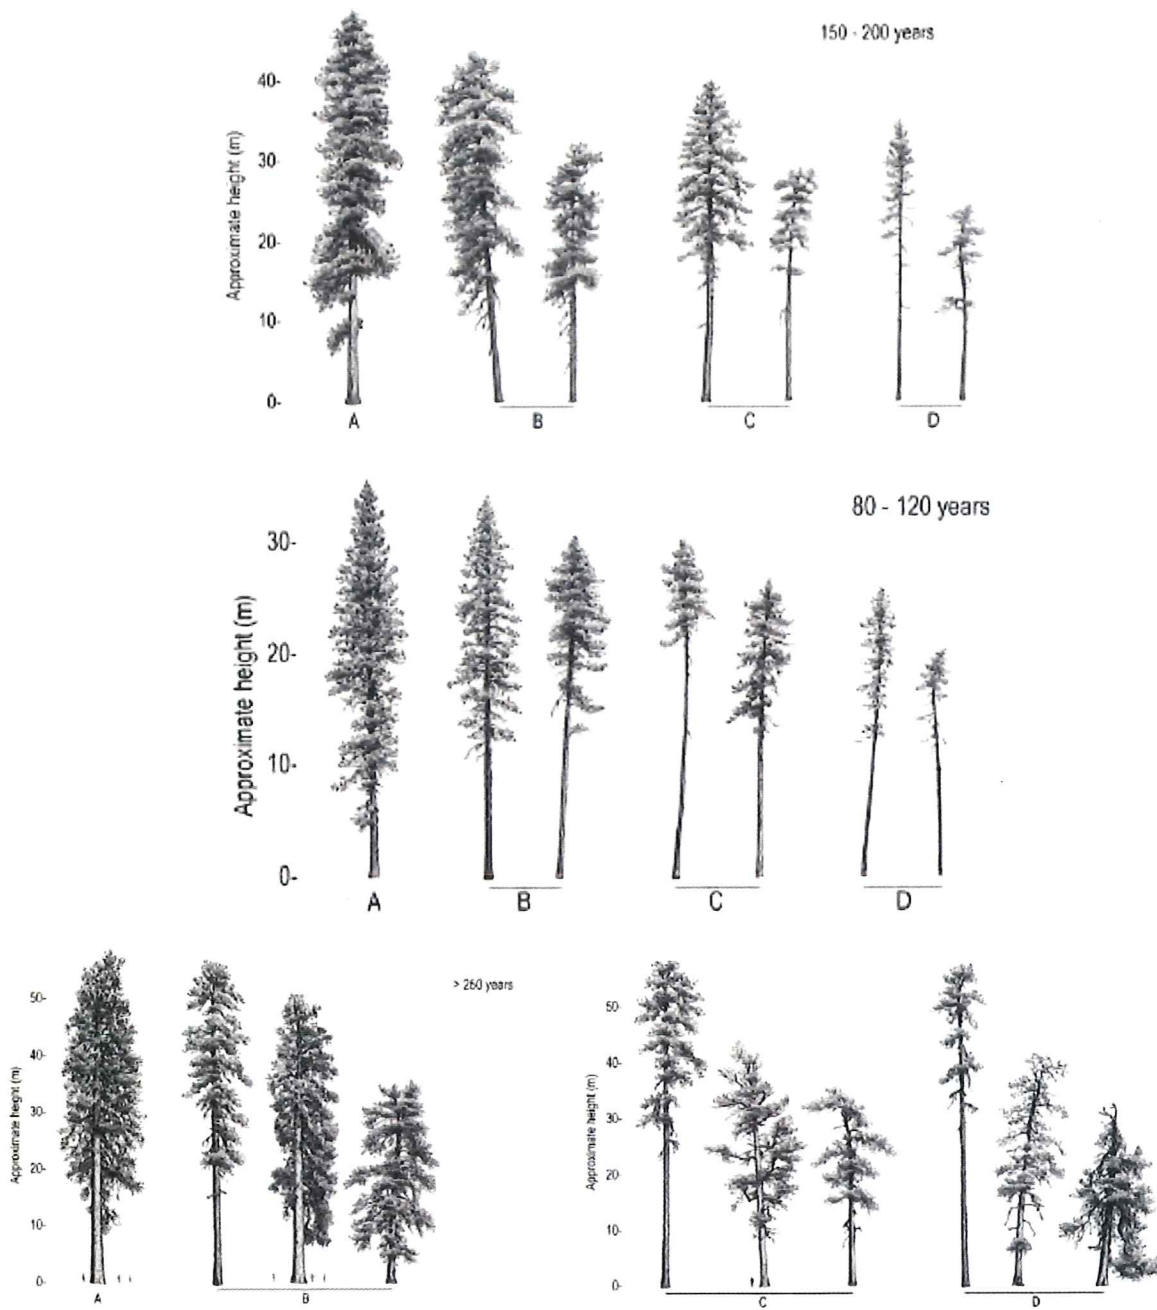 150 - 200 years
Approximate height (m)
40-
30-
20-
10-
0-
A
B
C
D
80 - 120 years
Approximate height (m)
30-
20-
10-
0-
A
B
C
D
> 260 years
Approximate height (m)
50-
40-
30-
20-
10-
0-
A
B
Approximate height (m)
50-
40-
30-
20-
10-
0-
C
D